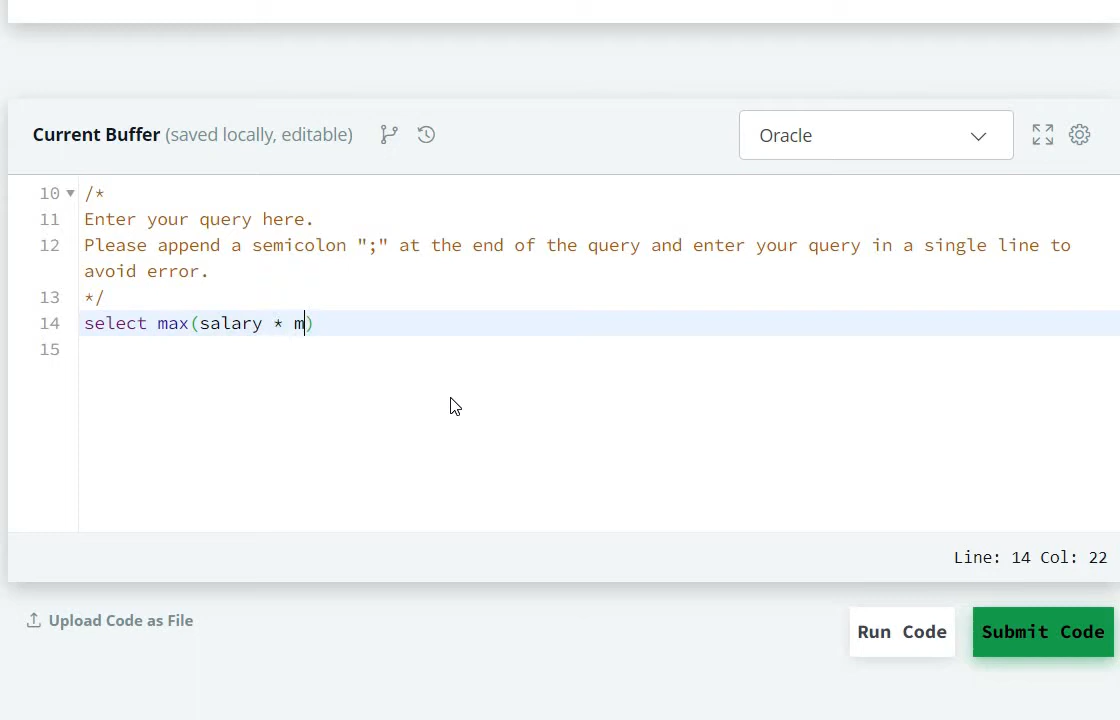 Current Buffer (saved locally, editable)
Oracle
10 /*
11 Enter your query here.
12 Please append a semicolon ";" at the end of the query and enter your query in a single line to
avoid error.
13 */
14 select max(salary * m)
15
Line: 14 Col: 22
Upload Code as File
Run Code
Submit Code